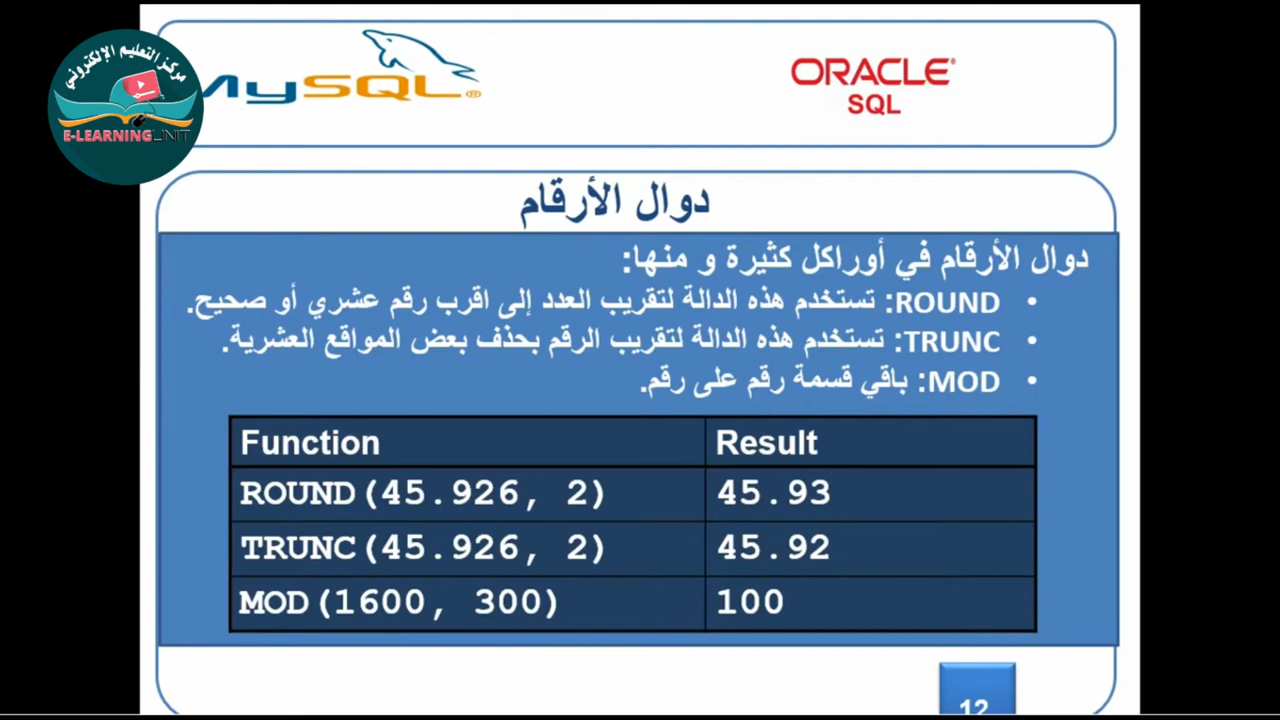 مركز التعليم الإلكتروني
E-LEARNING UNIT
MySQL®
ORACLE®
SQL
دوال الأرقام
دوال الأرقام في أوراكل كثيرة و منها:
• ROUND: تستخدم هذه الدالة لتقريب العدد إلى اقرب رقم عشري أو صحيح.
• TRUNC: تستخدم هذه الدالة لتقريب الرقم بحذف بعض المواقع العشرية.
• MOD: باقي قسمة رقم على رقم.
Function Result
ROUND(45.926, 2) 45.93
TRUNC(45.926, 2) 45.92
MOD(1600, 300) 100
12